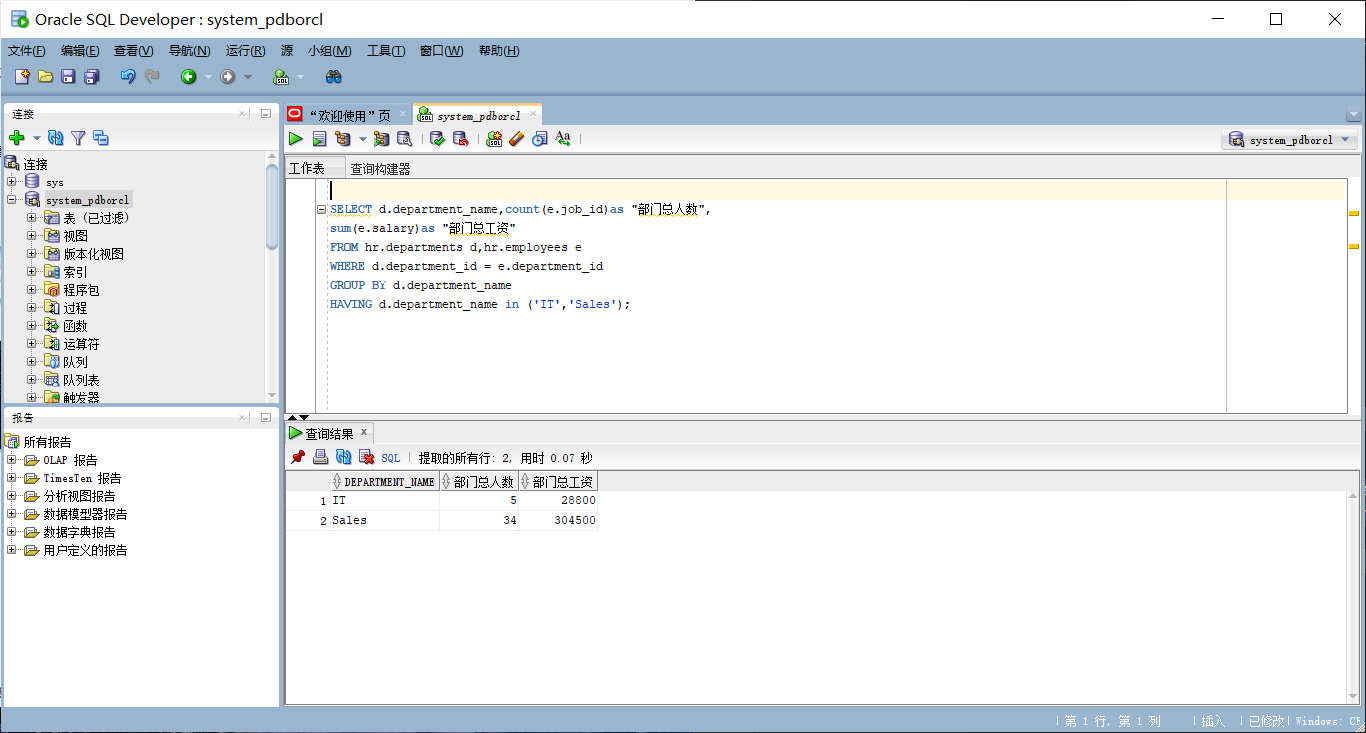 Oracle SQL Developer : system_pdborcl
文件(F) 编辑(E) 查看(V) 导航(N) 运行(R) 源 小组(M) 工具(T) 窗口(W) 帮助(H)
连接
连接
sys
system_pdborcl
表 (已过滤)
视图
版本化视图
索引
程序包
过程
函数
运算符
队列
队列表
触发器
报告
所有报告
OLAP 报告
TimesTen 报告
分析视图报告
数据模型器报告
数据字典报告
用户定义的报告
“欢迎使用”页 system_pdborcl
system_pdborcl
工作表 查询构建器
SELECT d.department_name,count(e.job_id)as "部门总人数",
sum(e.salary)as "部门总工资"
FROM hr.departments d,hr.employees e
WHERE d.department_id = e.department_id
GROUP BY d.department_name
HAVING d.department_name in ('IT','Sales');
查询结果 x
SQL | 提取的所有行: 2, 用时 0.07 秒
DEPARTMENT_NAME 部门总人数 部门总工资
1 IT 5 28800
2 Sales 34 304500
| 第 1 行, 第 1 列 | 插入 | 已修改| Windows: CR